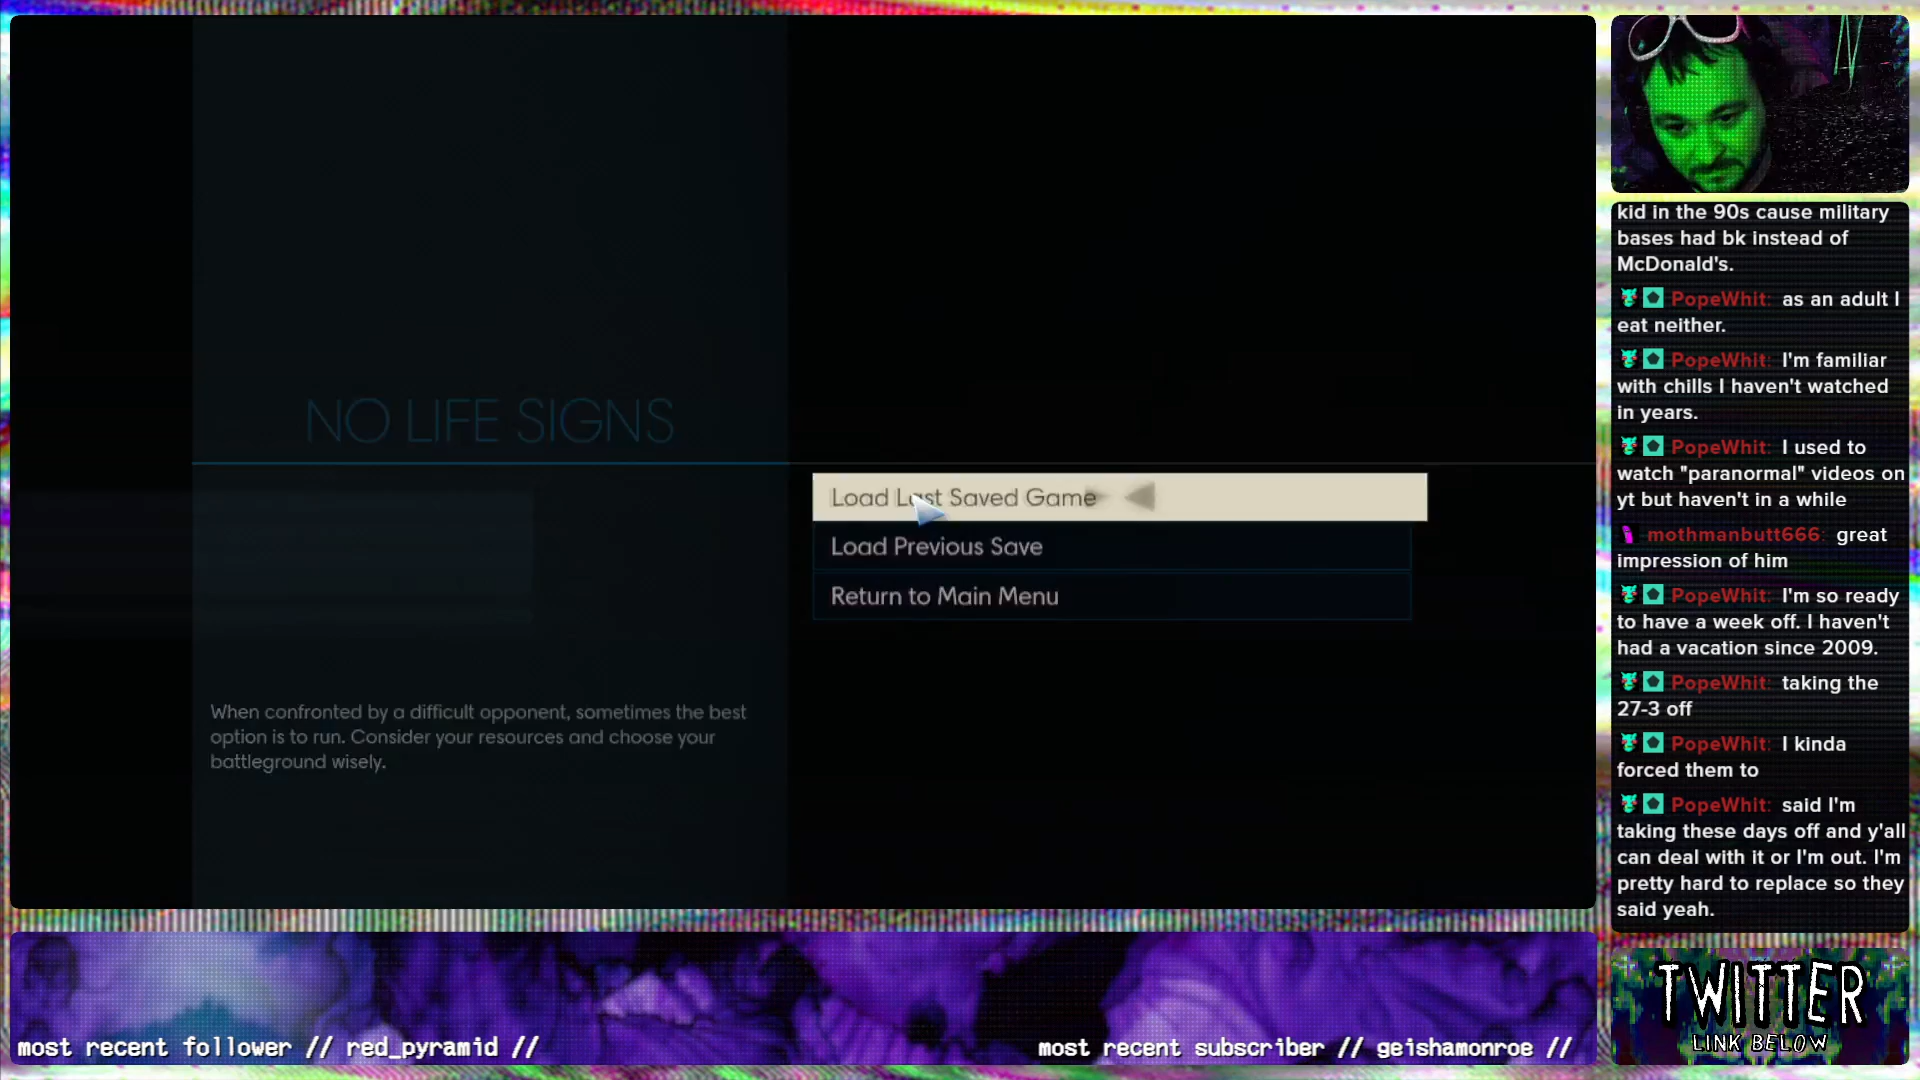 NO LIFE SIGNS
When confronted by a difficult opponent, sometimes the best
option is to run. Consider your resources and choose your
battleground wisely.
Load Last Saved Game
Load Previous Save
Return to Main Menu
kid in the 90s cause military
bases had bk instead of
McDonald's.
PopeWhit: as an adult I
eat neither.
PopeWhit: I'm familiar
with chills I haven't watched
in years.
PopeWhit: I used to
watch "paranormal" videos on
yt but haven't in a while
mothmanbutt666: great
impression of him
PopeWhit: I'm so ready
to have a week off. I haven't
had a vacation since 2009.
PopeWhit: taking the
27-3 off
PopeWhit: I kinda
forced them to
PopeWhit: said I'm
taking these days off and y'all
can deal with it or I'm out. I'm
pretty hard to replace so they
said yeah.
most recent follower // red_pyramid //
most recent subscriber // geishamonroe //
TWITTER
LINK BELOW